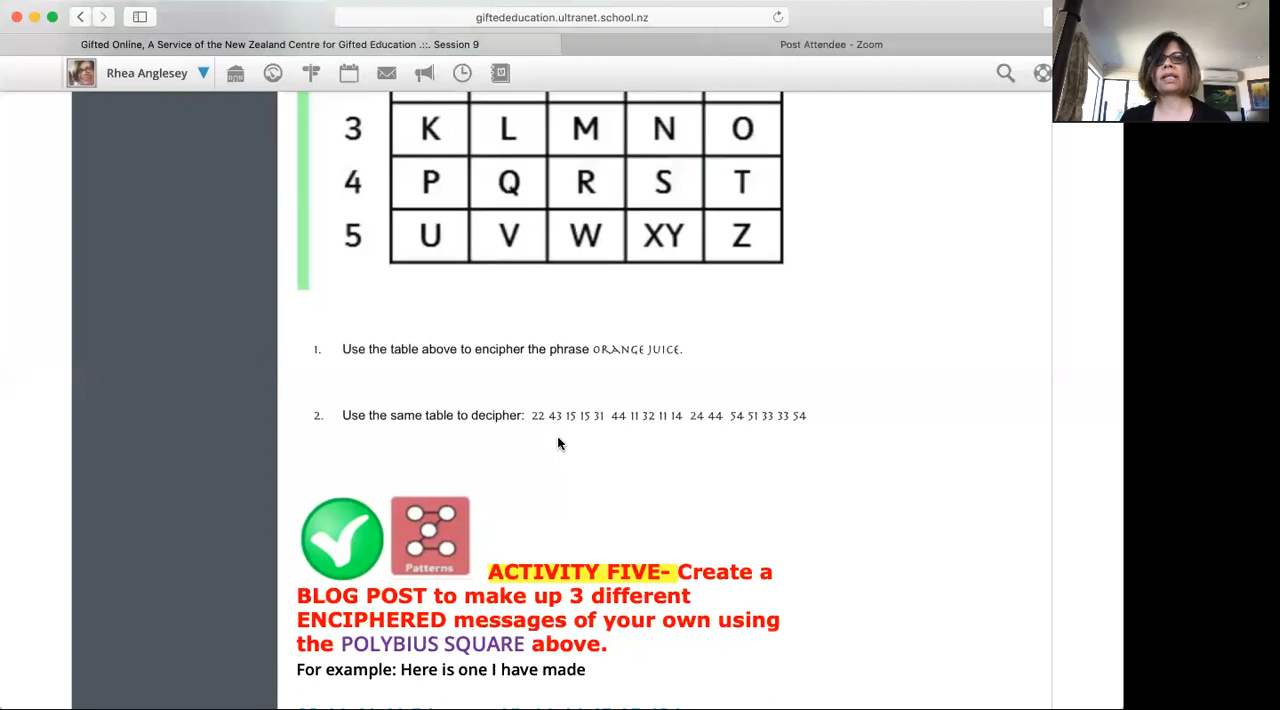 giftededucation.ultranet.school.nz
Gifted Online, A Service of the New Zealand Centre for Gifted Education .::. Session 9
Post Attendee - Zoom
Rhea Anglesey
3 K L M N O
4 P Q R S T
5 U V W XY Z
1. Use the table above to encipher the phrase ORANGE JUICE.
2. Use the same table to decipher: 22 43 15 15 31 44 11 32 11 14 24 44 54 51 33 33 54
Patterns
ACTIVITY FIVE- Create a
BLOG POST to make up 3 different
ENCIPHERED messages of your own using
the POLYBIUS SQUARE above.
For example: Here is one I have made